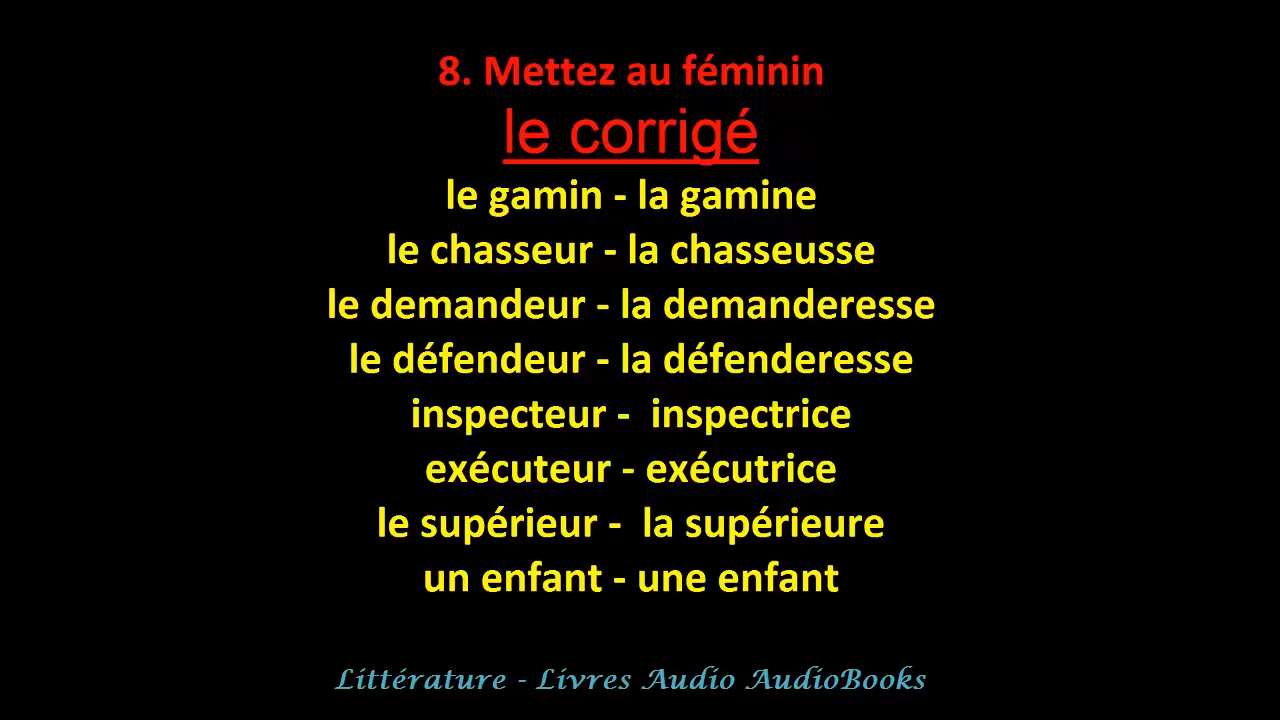 8. Mettez au féminin
le corrigé
le gamin - la gamine
le chasseur - la chasseusse
le demandeur - la demanderesse
le défendeur - la défenderesse
inspecteur -  inspectrice
exécuteur - exécutrice
le supérieur -  la supérieure
un enfant - une enfant
Littérature - Livres Audio AudioBooks